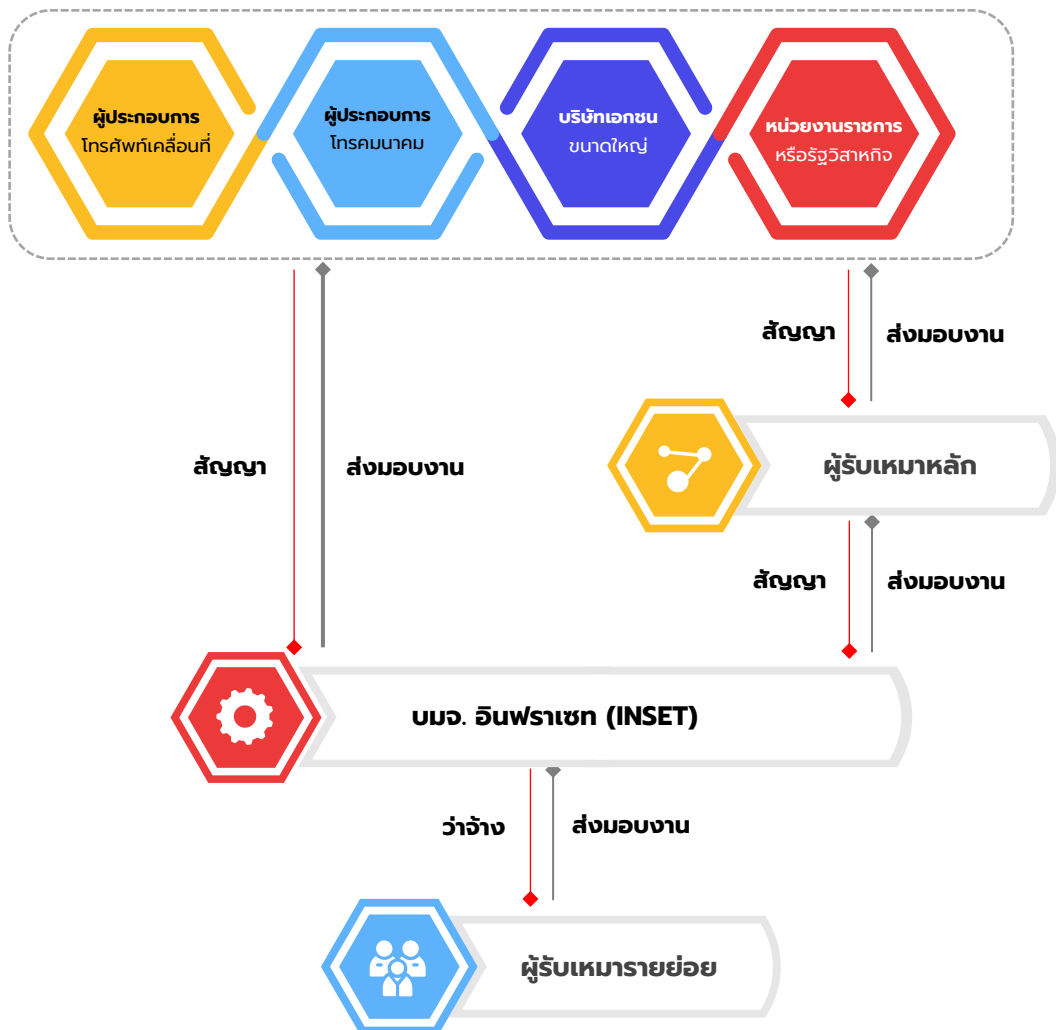 ผู้ประกอบการ
โทรศัพท์เคลื่อนที่
ผู้ประกอบการ
โทรคมนาคม
บริษัทเอกชน
ขนาดใหญ่
หน่วยงานราชการ
หรือรัฐวิสาหกิจ
สัญญา
ส่งมอบงาน
ผู้รับเหมาหลัก
สัญญา
ส่งมอบงาน
สัญญา
ส่งมอบงาน
บมจ. อินฟราเซท (INSET)
ว่าจ้าง
ส่งมอบงาน
ผู้รับเหมารายย่อย